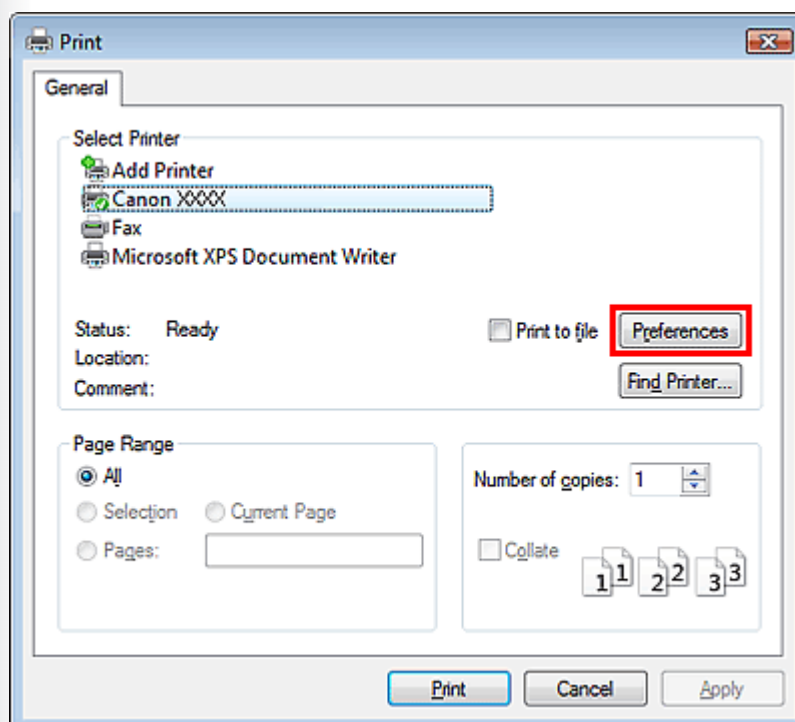 Print
General
Select Printer
Add Printer
Canon XXXX
Fax
Microsoft XPS Document Writer
Status: Ready
Print to file
Preferences
Location:
Comment:
Find Printer...
Page Range
All
Selection
Current Page
Pages:
Number of copies: 1
Collate
1 1 2 2 3 3
Print
Cancel
Apply